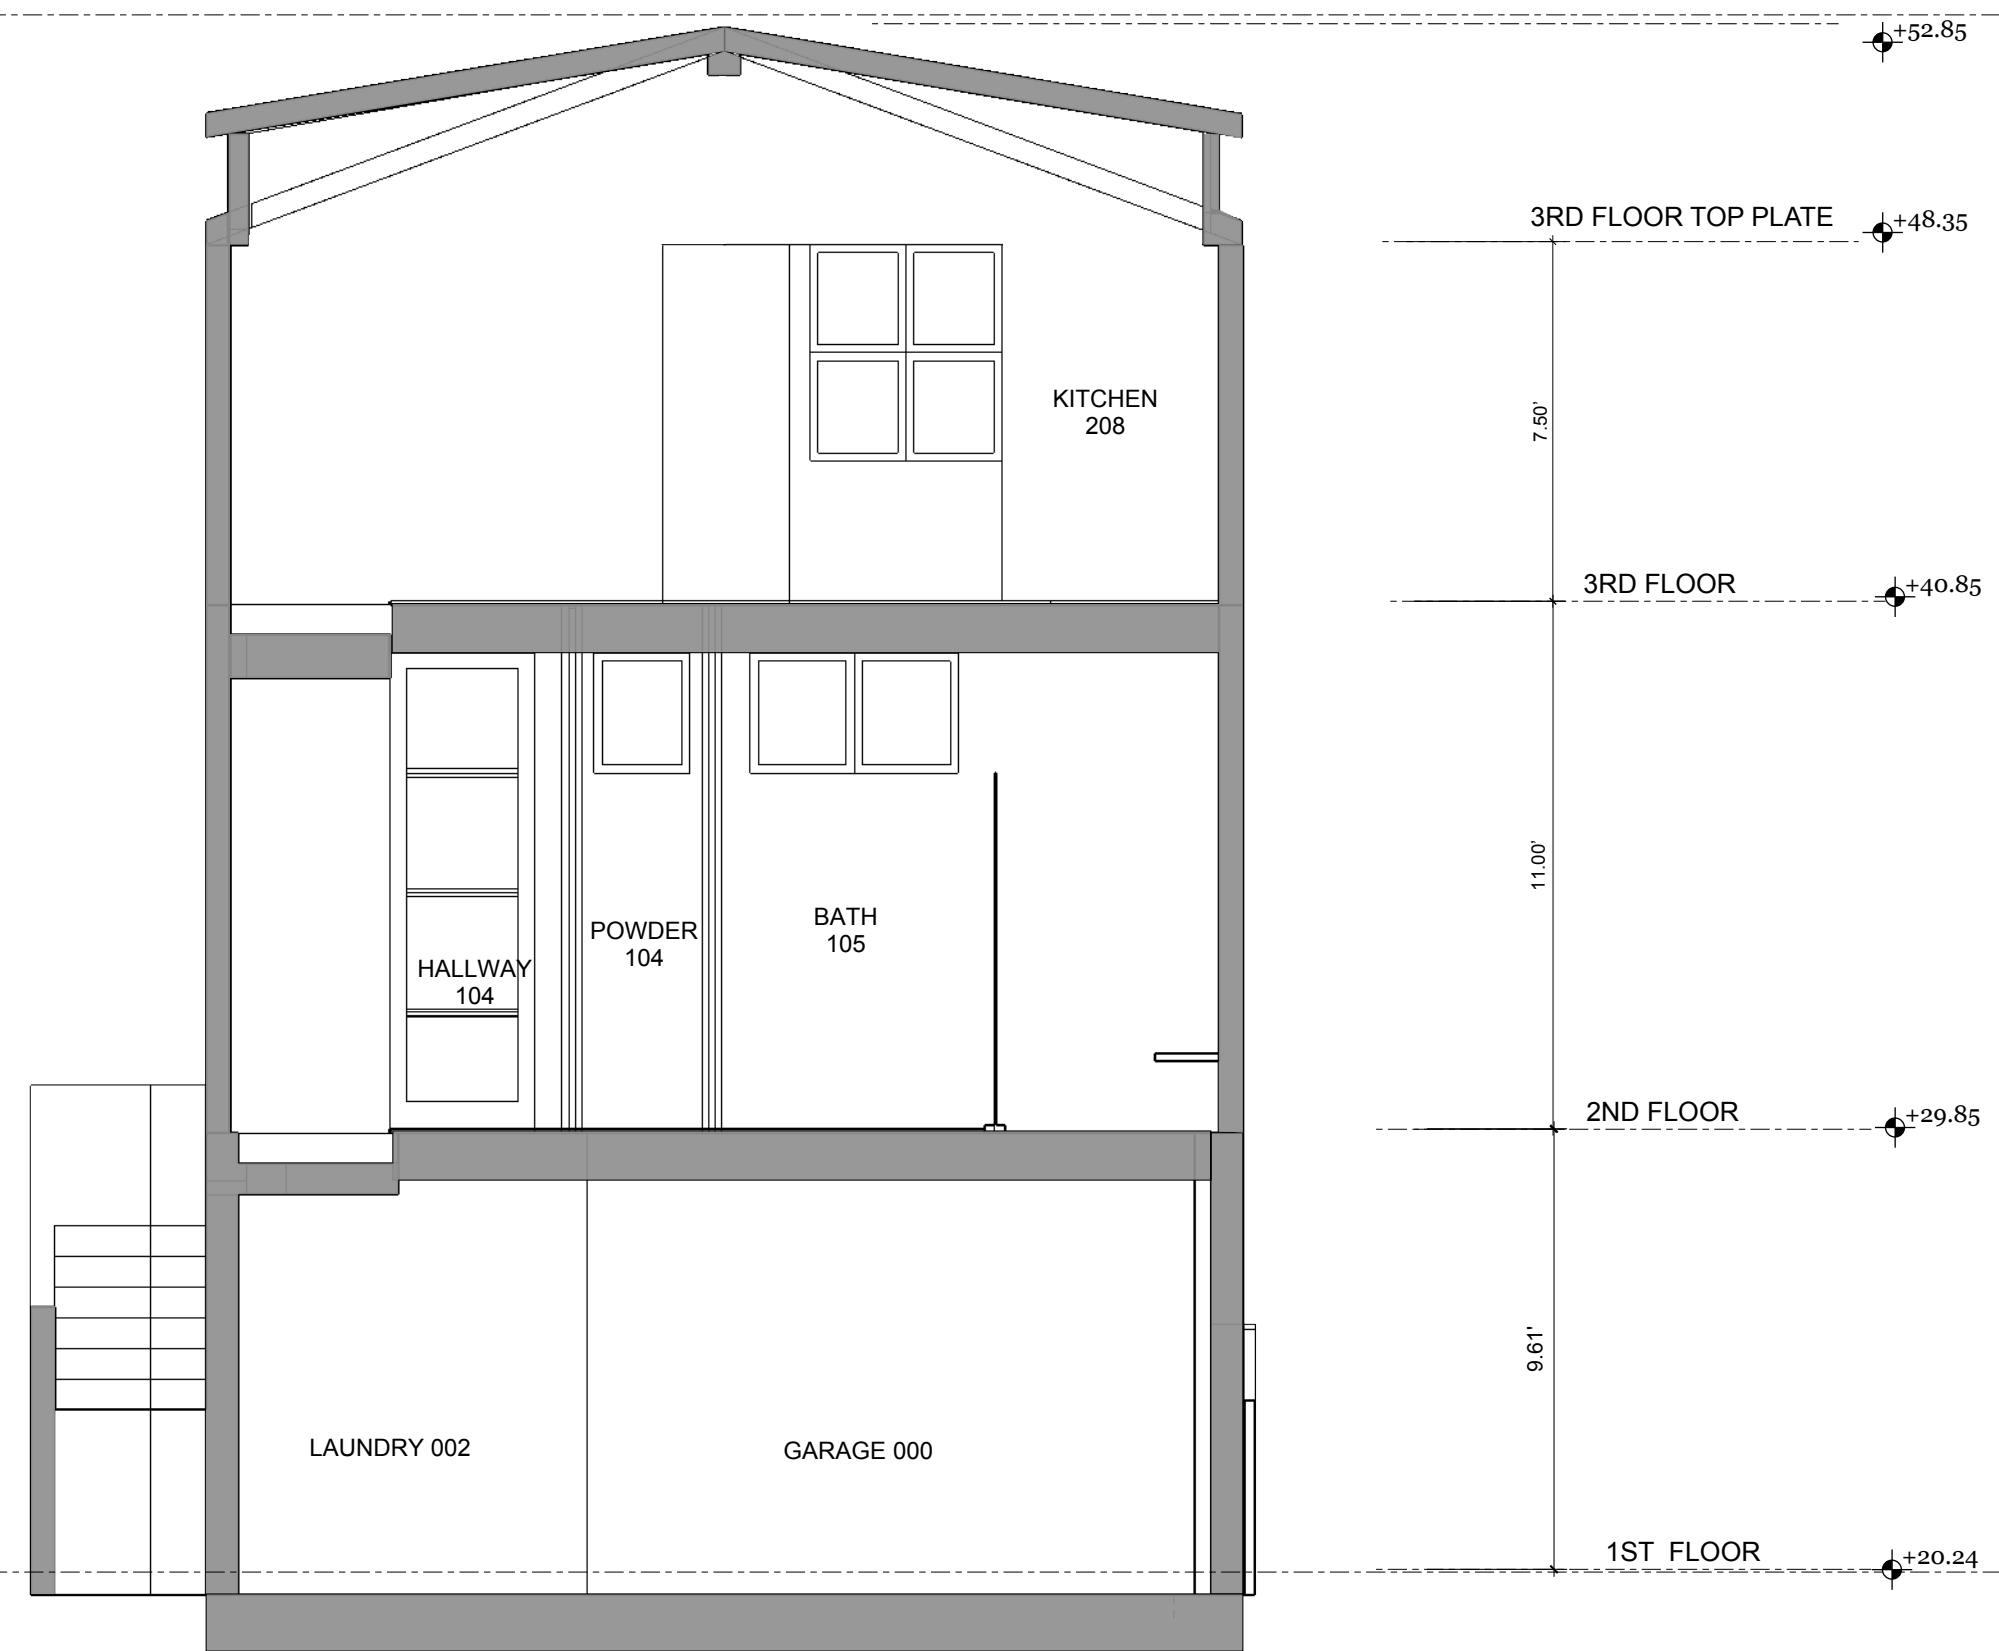 +52.85
3RD FLOOR TOP PLATE
+48.35
KITCHEN
208
7.50'
3RD FLOOR
+40.85
11.00'
BATH
105
POWDER
104
HALLWAY
104
2ND FLOOR
+29.85
9.61'
LAUNDRY 002
GARAGE 000
1ST FLOOR
+20.24